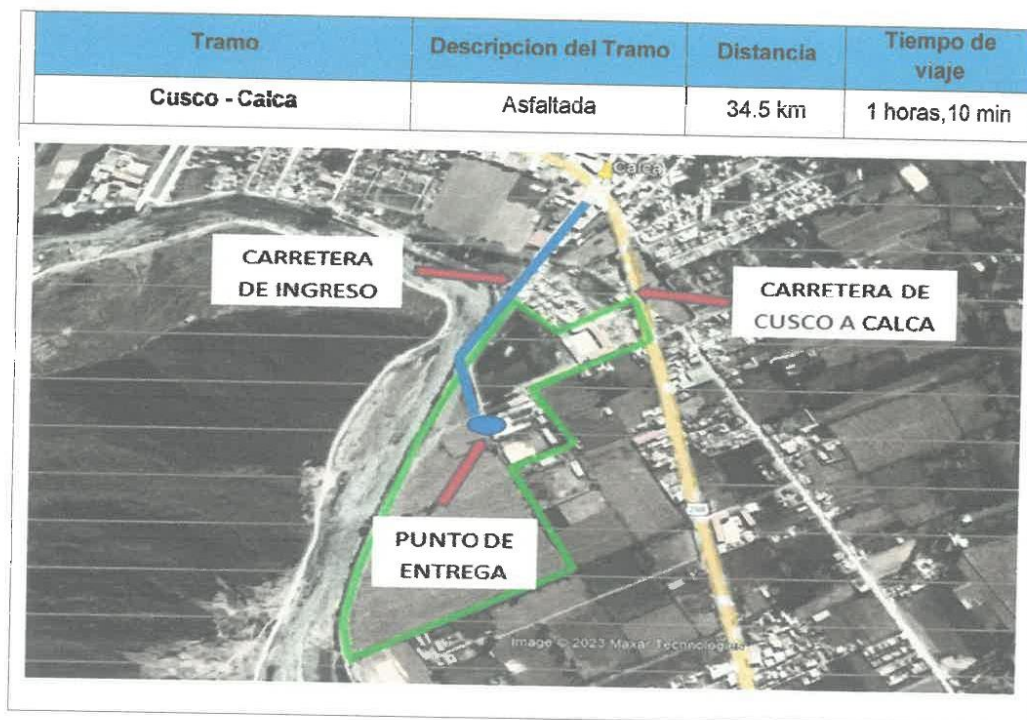 Tramo
Descripcion del Tramo
Distancia
Tiempo de
viaje
Cusco - Calca
Asfaltada
34.5 km
1 horas,10 min
Calca
CARRETERA
DE INGRESO
CARRETERA DE
CUSCO A CALCA
PUNTO DE
ENTREGA
Image © 2023 Maxar Technologies